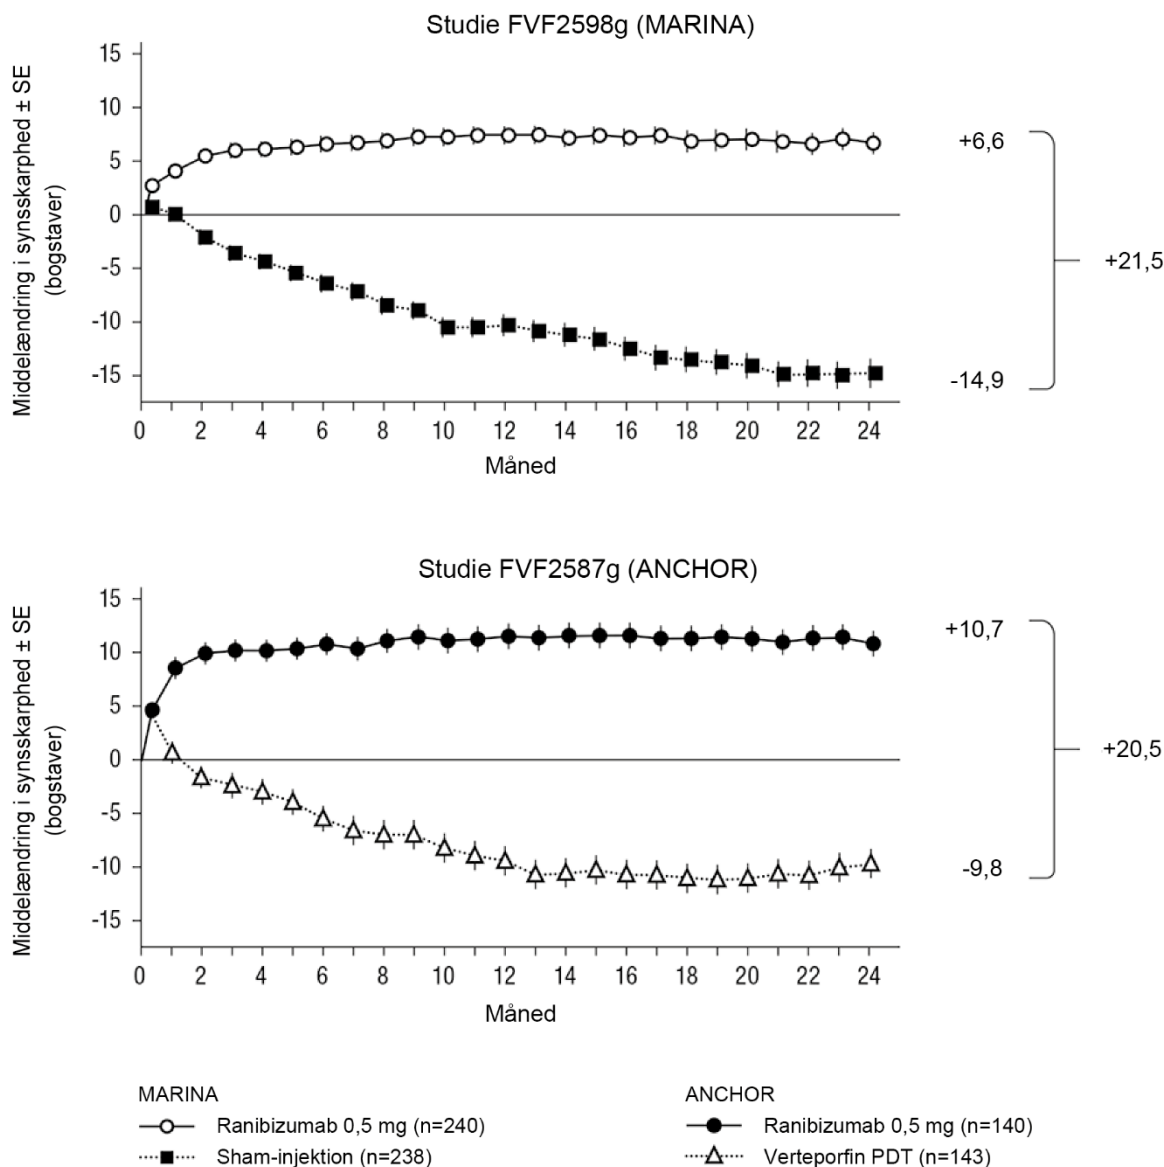 Studie FVF2598g (MARINA)
Middelændring i synsskarphed ± SE
(bogstaver)
15
10
5
0
-5
-10
-15
0 2 4 6 8 10 12 14 16 18 20 22 24
Måned
+6,6
+21,5
-14,9
Studie FVF2587g (ANCHOR)
Middelændring i synsskarphed ± SE
(bogstaver)
15
10
5
0
-5
-10
-15
0 2 4 6 8 10 12 14 16 18 20 22 24
Måned
+10,7
+20,5
-9,8
MARINA
Ranibizumab 0,5 mg (n=240)
Sham-injektion (n=238)
ANCHOR
Ranibizumab 0,5 mg (n=140)
Verteporfin PDT (n=143)